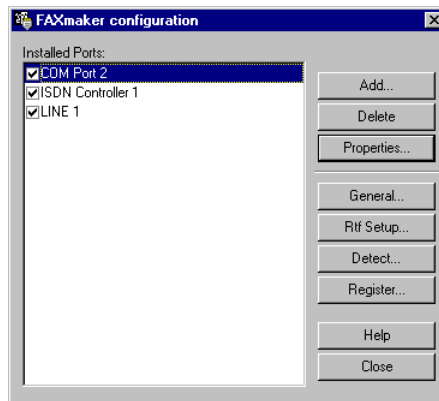 FAXmaker configuration
Installed Ports:
COM Port 2
ISDN Controller 1
LINE 1
Add...
Delete
Properties...
General...
Rtf Setup...
Detect...
Register...
Help
Close